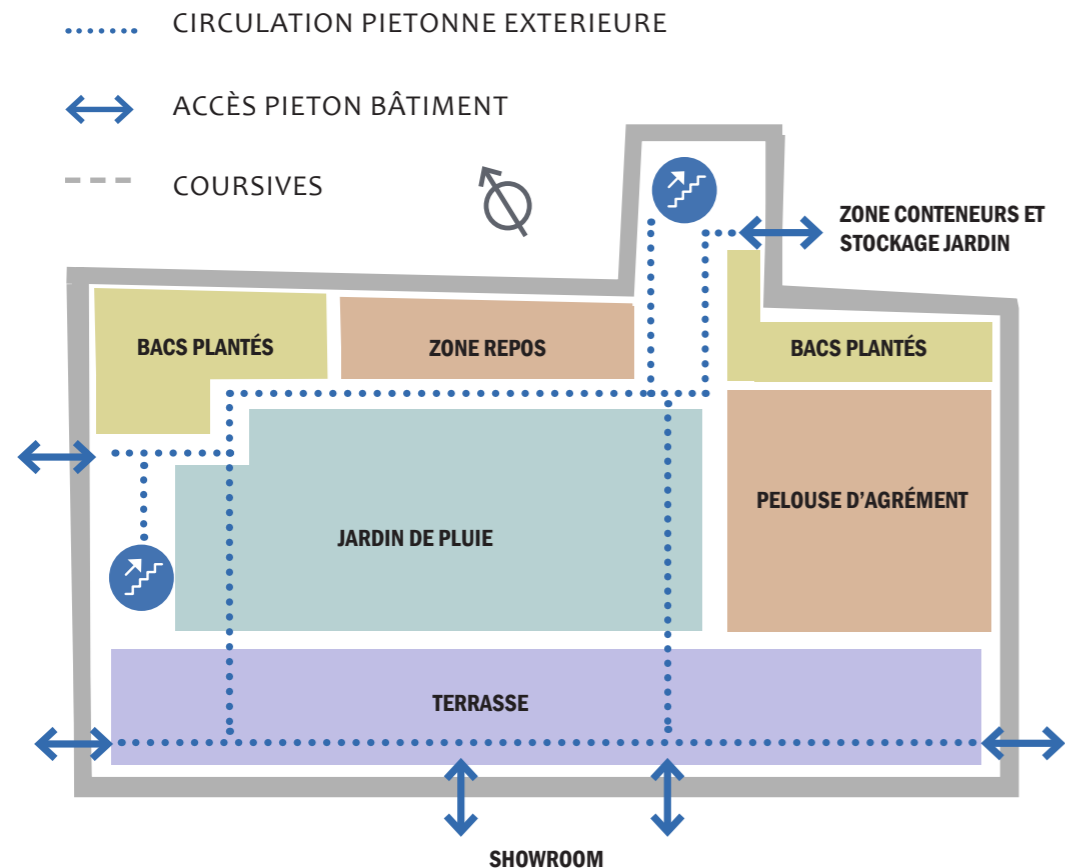 CIRCULATION PIETONNE EXTERIEURE
ACCÈS PIETON BÂTIMENT
COURSIVES
ZONE CONTENEURS ET
STOCKAGE JARDIN
BACS PLANTÉS
ZONE REPOS
BACS PLANTÉS
PELOUSE D'AGRÉMENT
JARDIN DE PLUIE
TERRASSE
SHOWROOM